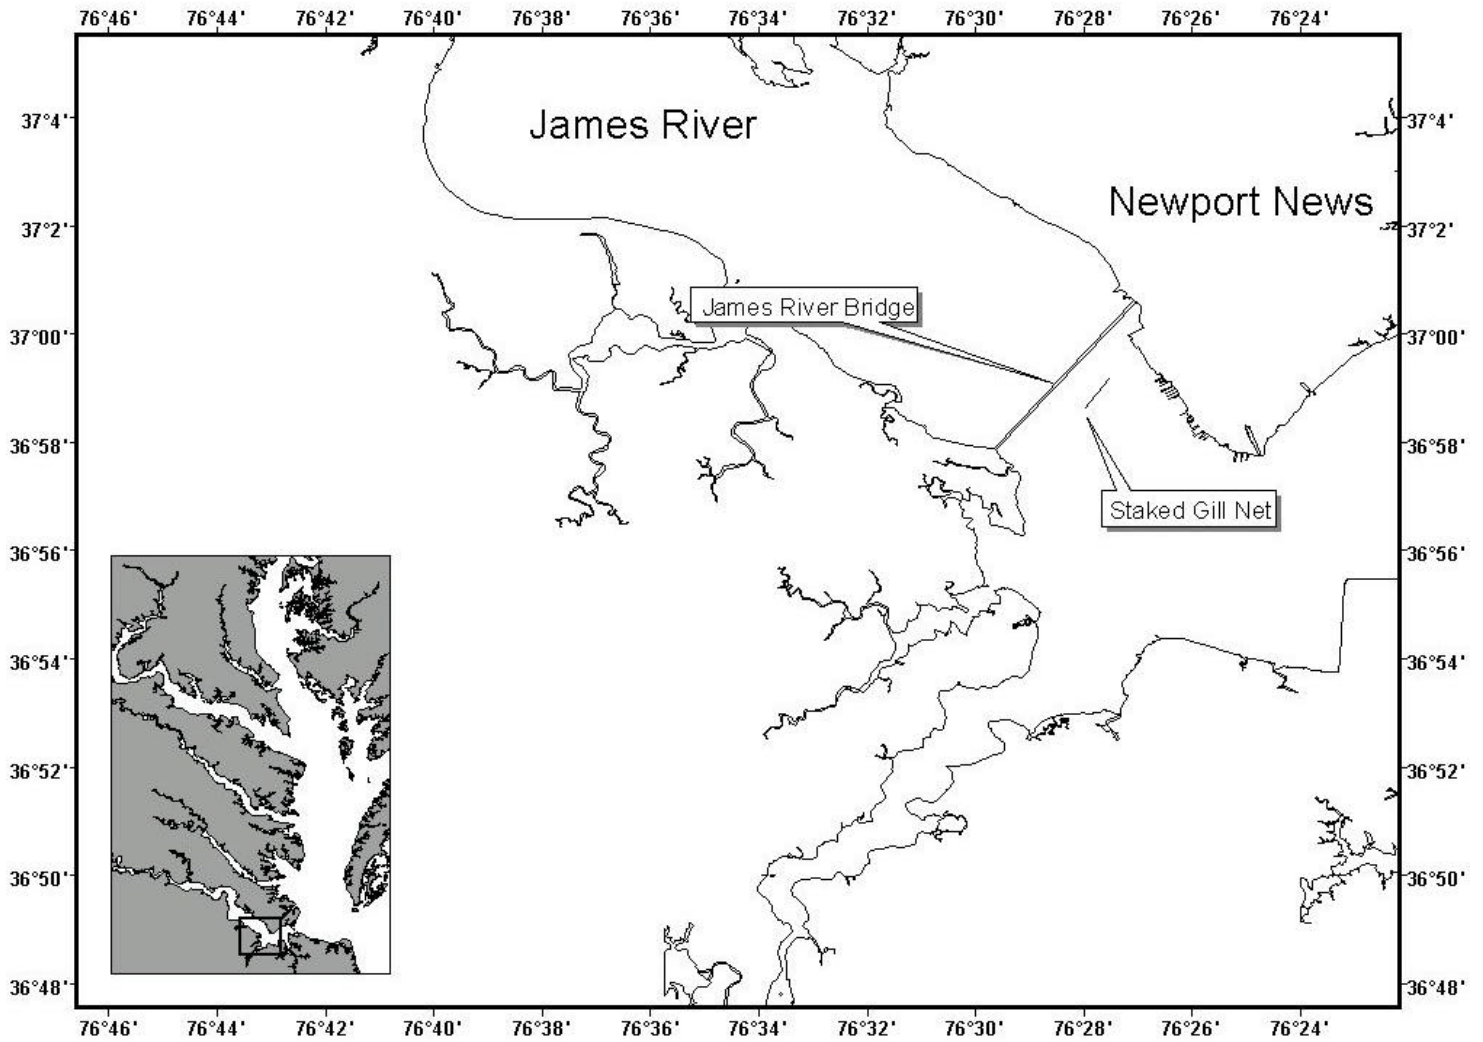 76°46' 76°44' 76°42' 76°40' 76°38' 76°36' 76°34' 76°32' 76°30' 76°28' 76°26' 76°24'
James River
37°4' 37°4'
Newport News
37°2' 37°2'
James River Bridge
37°00' 37°00'
36°58' 36°58'
Staked Gill Net
36°56' 36°56'
36°54' 36°54'
36°52' 36°52'
36°50' 36°50'
36°48' 36°48'
76°46' 76°44' 76°42' 76°40' 76°38' 76°36' 76°34' 76°32' 76°30' 76°28' 76°26' 76°24'